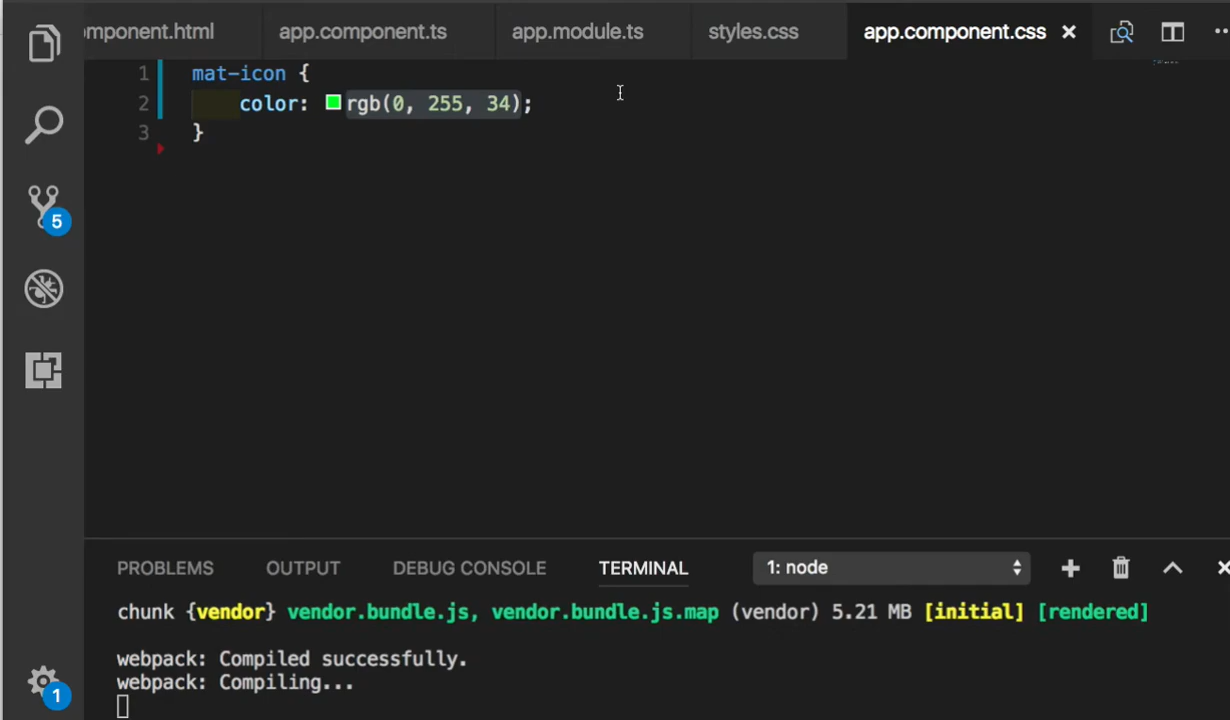 mponent.html app.component.ts app.module.ts styles.css app.component.css
1 mat-icon {
2 color: rgb(0, 255, 34);
3 }
5
PROBLEMS OUTPUT DEBUG CONSOLE TERMINAL 1: node
chunk {vendor} vendor.bundle.js, vendor.bundle.js.map (vendor) 5.21 MB [initial] [rendered]
webpack: Compiled successfully.
webpack: Compiling...
1